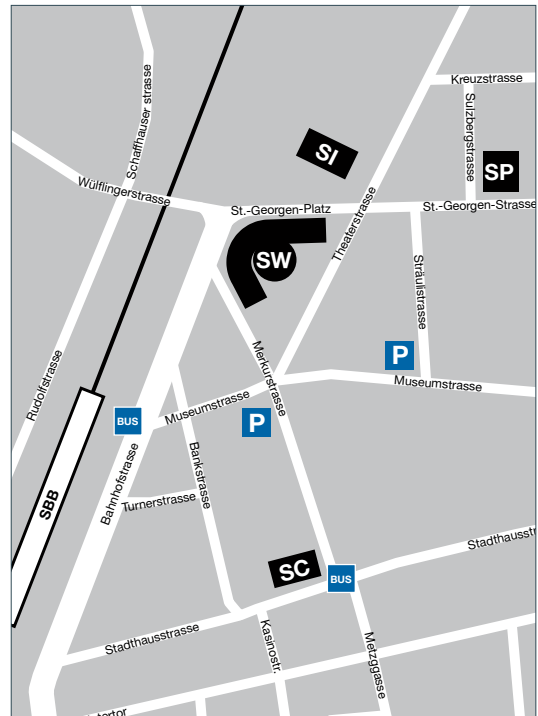 Kreuzstrasse
Schaffhauser strasse
Sulzbergstrasse
SI
SP
Wülflingerstrasse
St.-Georgen-Platz
St.-Georgen-Strasse
Theaterstrasse
SW
Sträulistrasse
Merkurstrasse
Rudolfstrasse
P
Museumstrasse
Museumstrasse
BUS
P
Bahnhofstrasse
Bankstrasse
SBB
Turnerstrasse
Stadthausstr
SC
BUS
Stadthausstrasse
Kasinostr.
Metzggasse